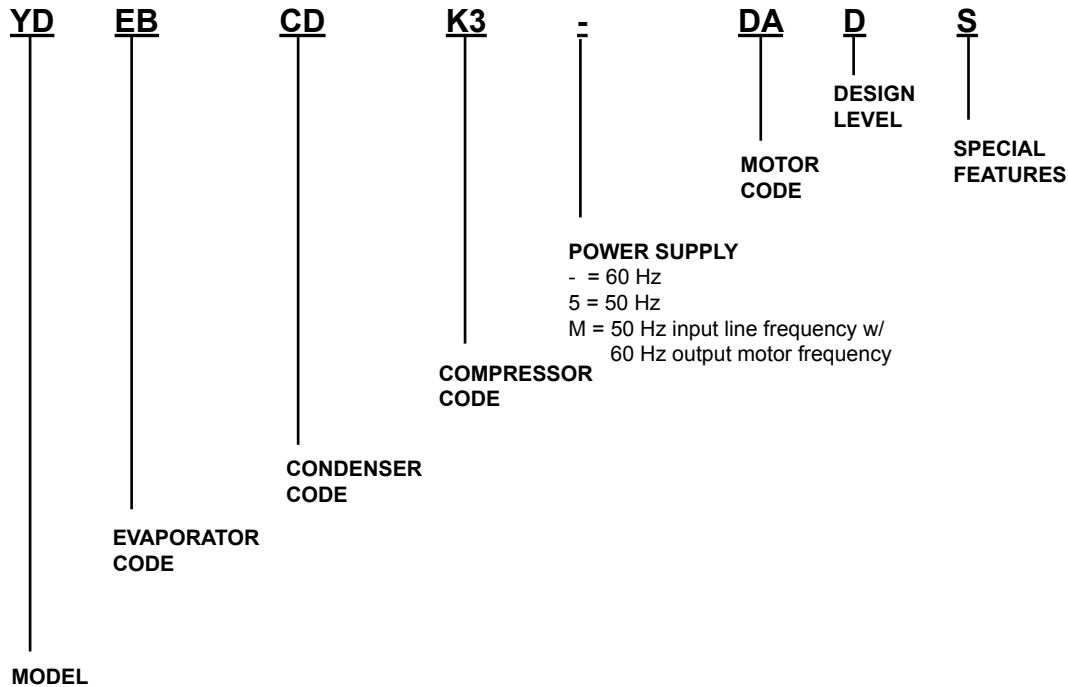 YD EB CD K3 - DA D S
DESIGN
LEVEL
SPECIAL
FEATURES
MOTOR
CODE
POWER SUPPLY
- = 60 Hz
5 = 50 Hz
M = 50 Hz input line frequency w/
60 Hz output motor frequency
COMPRESSOR
CODE
CONDENSER
CODE
EVAPORATOR
CODE
MODEL